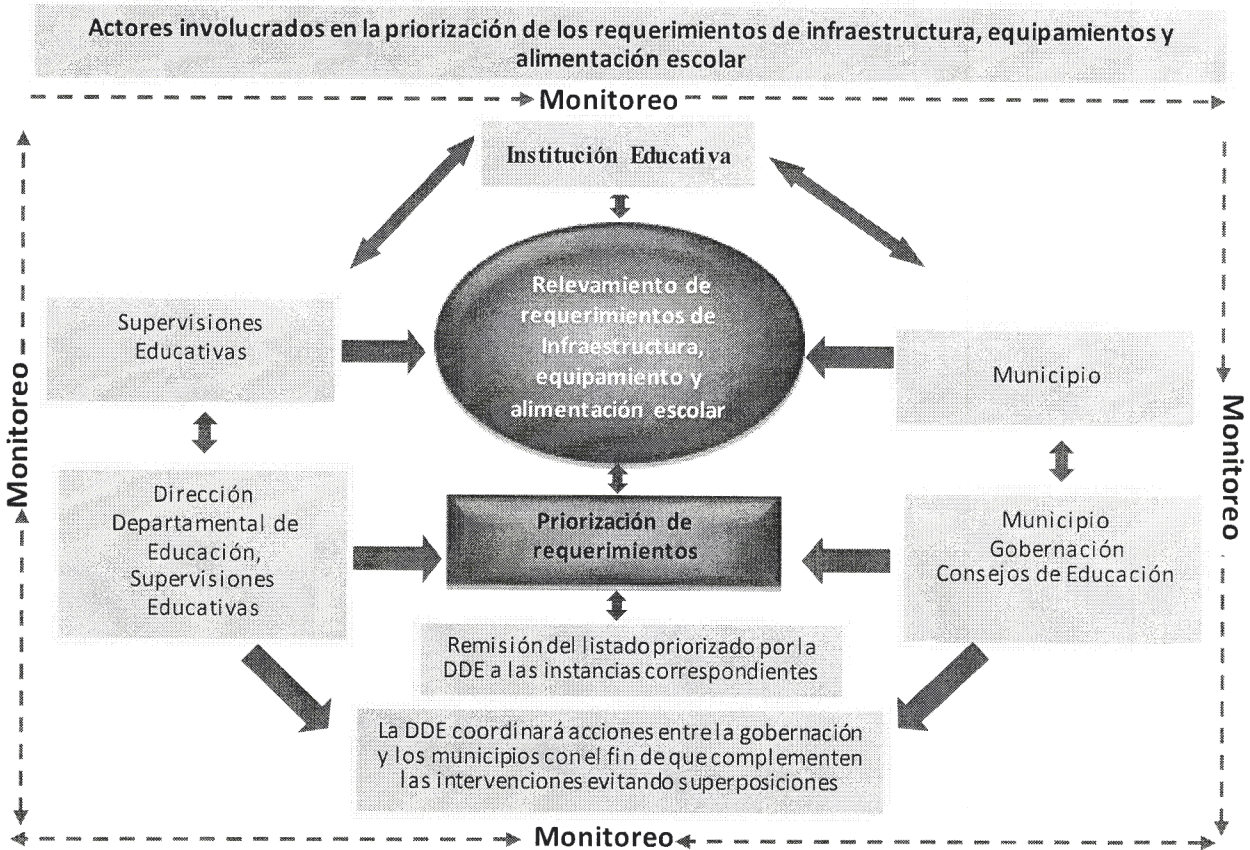 Actores involucrados en la priorización de los requerimientos de infraestructura, equipamientos y
alimentación escolar
Monitoreo
Institución Educativa
Relevamiento de
requerimientos de
Infraestructura,
equipamiento y
alimentación escolar
Supervisiones
Educativas
Municipio
Monitoreo
Monitoreo
Dirección
Departamental de
Educación,
Supervisiones
Educativas
Priorización de
requerimientos
Municipio
Gobernación
Consejos de Educación
Remisión del listado priorizado por la
DDE a las instancias correspondientes
La DDE coordinará acciones entre la gobernación
y los municipios con el fin de que complementen
las intervenciones evitando superposiciones
Monitoreo